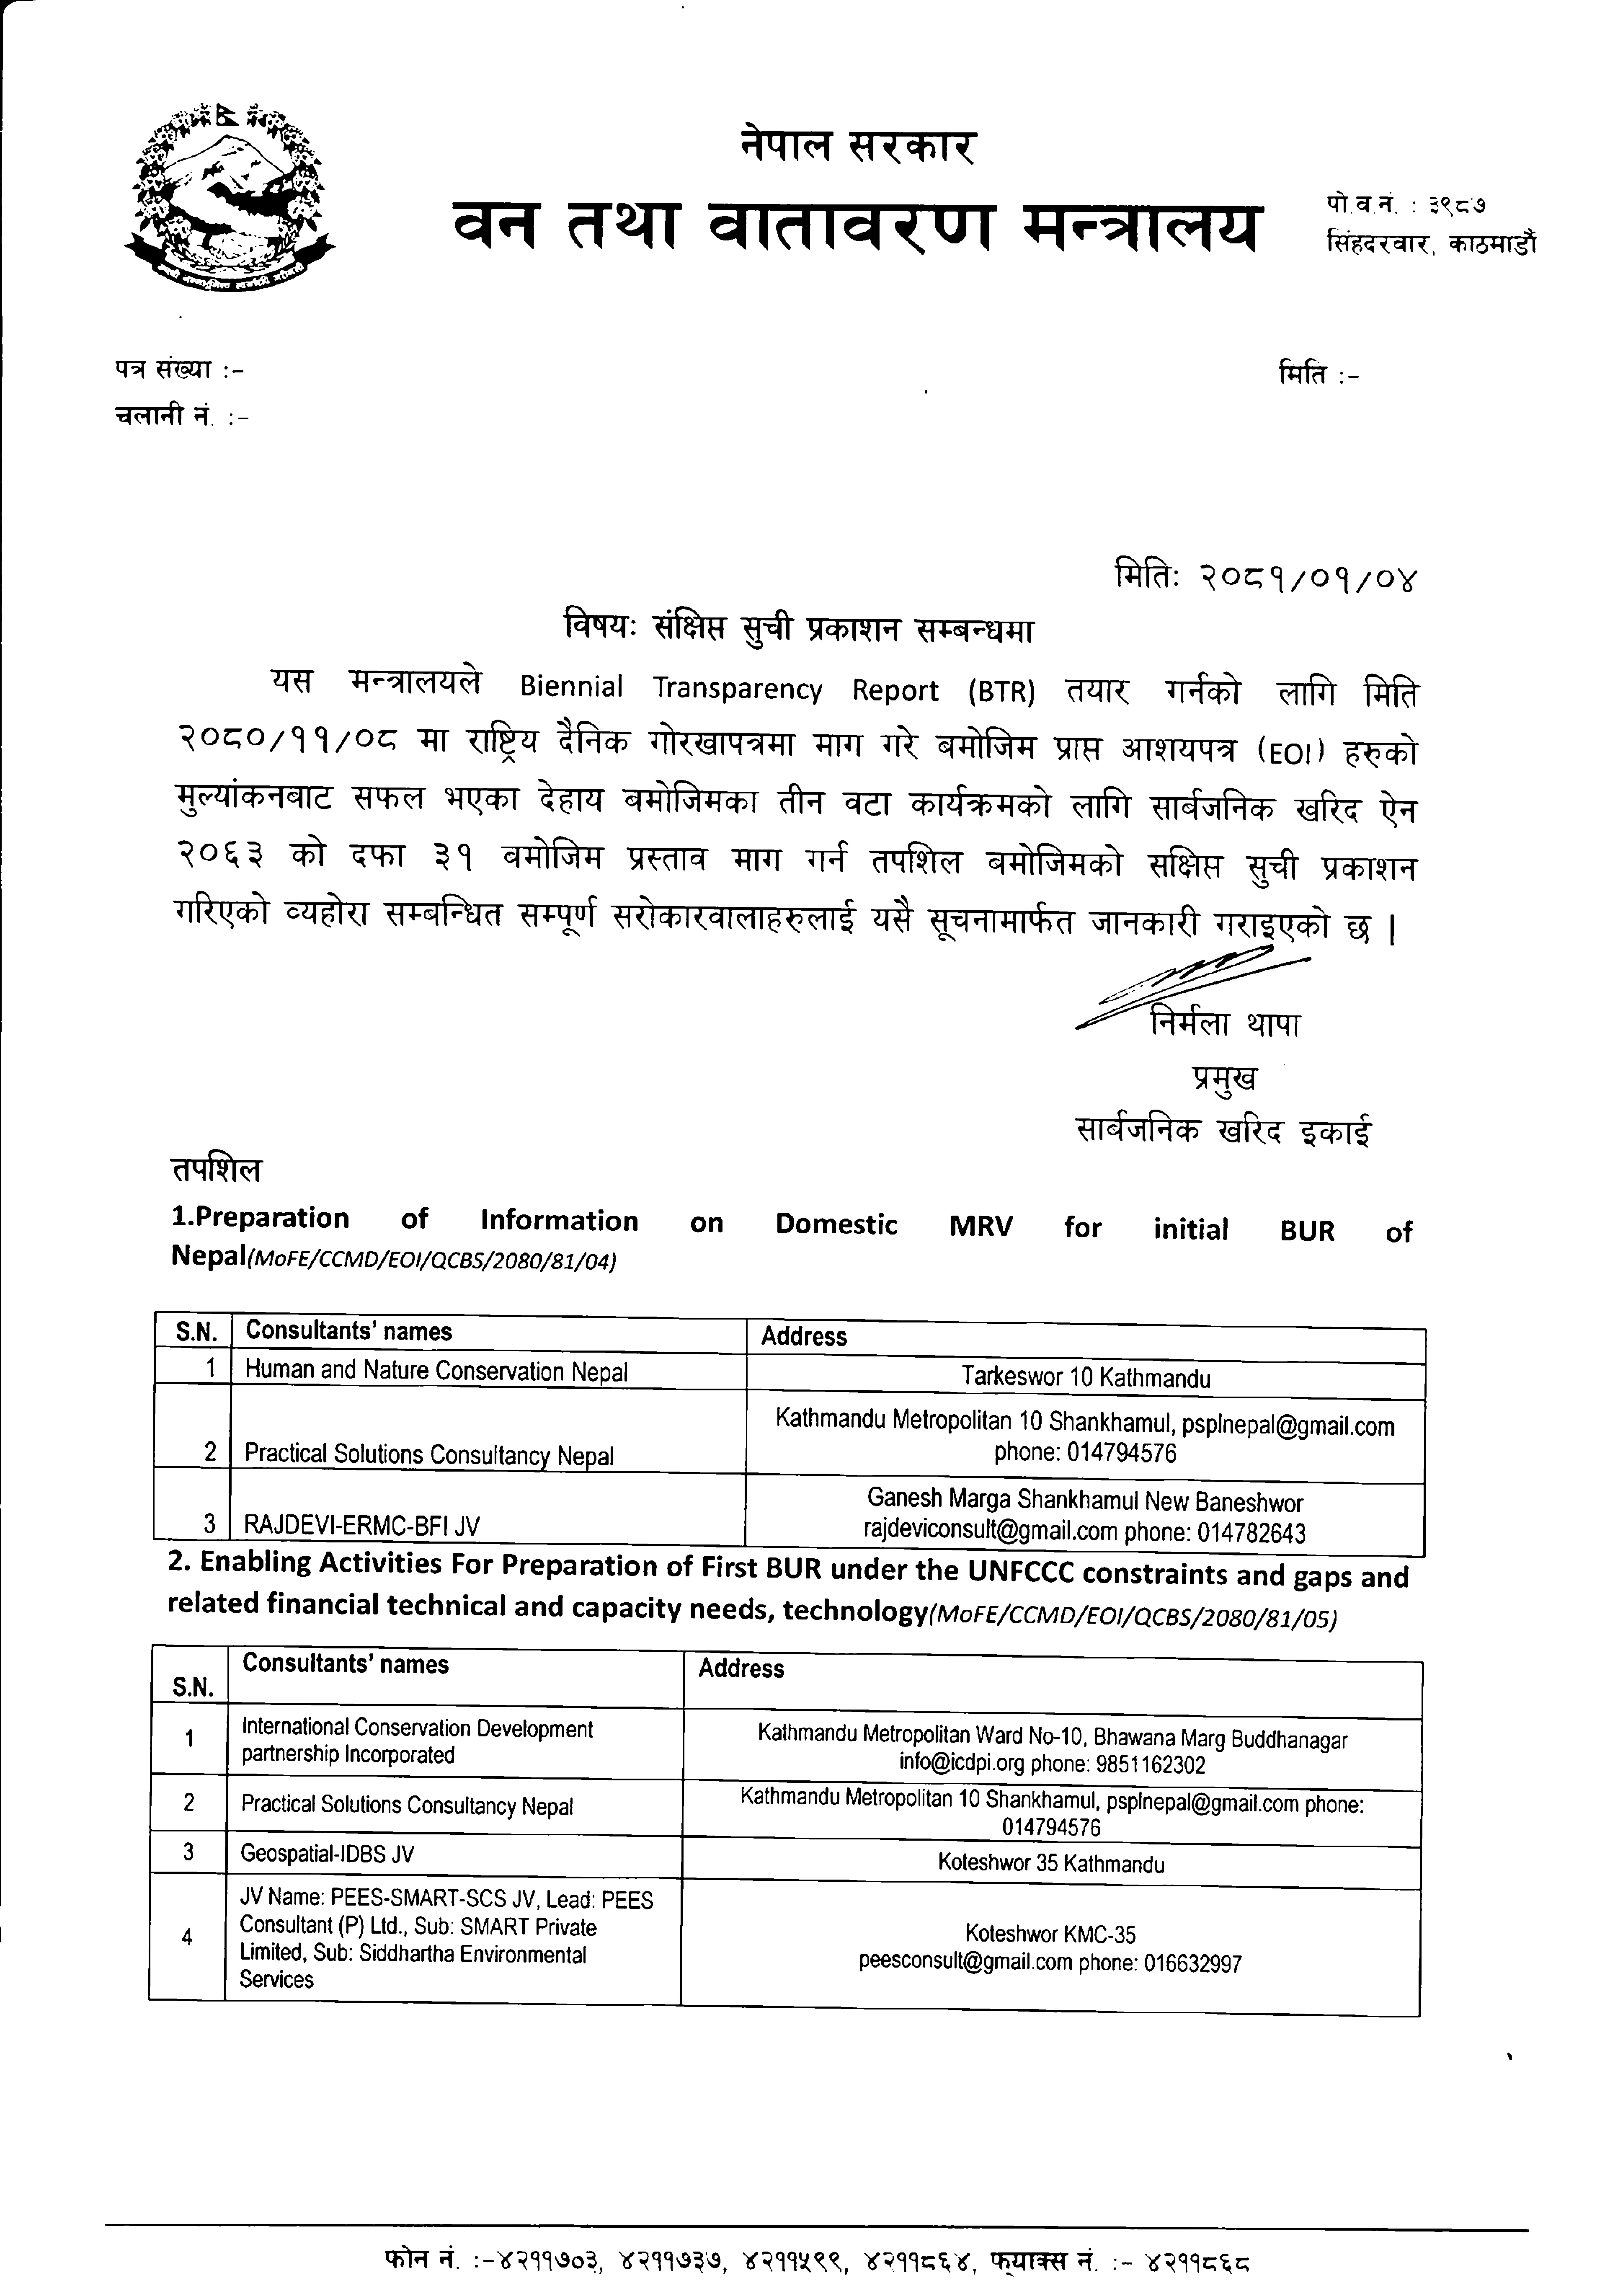 नेपाल सरकार
वन तथा वातावरण मन्त्रालय
पो.व.नं. : ३९८७
सिंहदरवार, काठमाडौं
पत्र संख्या :-
चलानी नं. :-
मिति :-
मितिः २०८१/०१/०४
विषयः संक्षिप्त सुची प्रकाशन सम्बन्धमा
यस मन्त्रालयले Biennial Transparency Report (BTR) तयार गर्नको लागि मिति
२०८०/११/०८ मा राष्ट्रिय दैनिक गोरखापत्रमा माग गरे बमोजिम प्राप्त आशयपत्र (EOI) हरुको
मुल्यांकनबाट सफल भएका देहाय बमोजिमका तीन वटा कार्यक्रमको लागि सार्बजनिक खरिद ऐन
२०६३ को दफा ३१ बमोजिम प्रस्ताव माग गर्न तपशिल बमोजिमको सक्षिप्त सुची प्रकाशन
गरिएको व्यहोरा सम्बन्धित सम्पूर्ण सरोकारवालाहरुलाई यसै सूचनामार्फत जानकारी गराइएको छ |
निर्मला थापा
प्रमुख
सार्बजनिक खरिद इकाई
तपशिल
1.Preparation of Information on Domestic MRV for initial BUR of
Nepal(MoFE/CCMD/EOI/QCBS/2080/81/04)
S.N. Consultants' names Address
1 Human and Nature Conservation Nepal Tarkeswor 10 Kathmandu
Kathmandu Metropolitan 10 Shankhamul, psplnepal@gmail.com
2 Practical Solutions Consultancy Nepal phone: 014794576
Ganesh Marga Shankhamul New Baneshwor
3 RAJDEVI-ERMC-BFI JV rajdeviconsult@gmail.com phone: 014782643
2. Enabling Activities For Preparation of First BUR under the UNFCCC constraints and gaps and
related financial technical and capacity needs, technology(MoFE/CCMD/EOI/QCBS/2080/81/05)
S.N. Consultants' names Address
1 International Conservation Development Kathmandu Metropolitan Ward No-10, Bhawana Marg Buddhanagar
partnership Incorporated info@icdpi.org phone: 9851162302
2 Practical Solutions Consultancy Nepal Kathmandu Metropolitan 10 Shankhamul, psplnepal@gmail.com phone:
014794576
3 Geospatial-IDBS JV Koteshwor 35 Kathmandu
JV Name: PEES-SMART-SCS JV, Lead: PEES
4 Consultant (P) Ltd., Sub: SMART Private Koteshwor KMC-35
Limited, Sub: Siddhartha Environmental peesconsult@gmail.com phone: 016632997
Services
फोन नं. :-४२११७०३, ४२११७३७, ४२११५९९, ४२११८६४, फ्याक्स नं. :- ४२११८६८